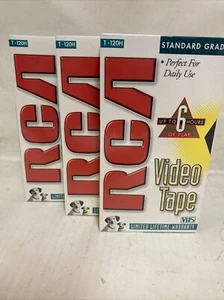 T-120H
RCA
T-120H
RCA
T-120H
STANDARD GRAD
• Perfect For
Daily Use
RCA
UP TO 6 HOURS
OF PLAY
Video
Tape
VHS
LIMITED LIFETIME WARRANTY